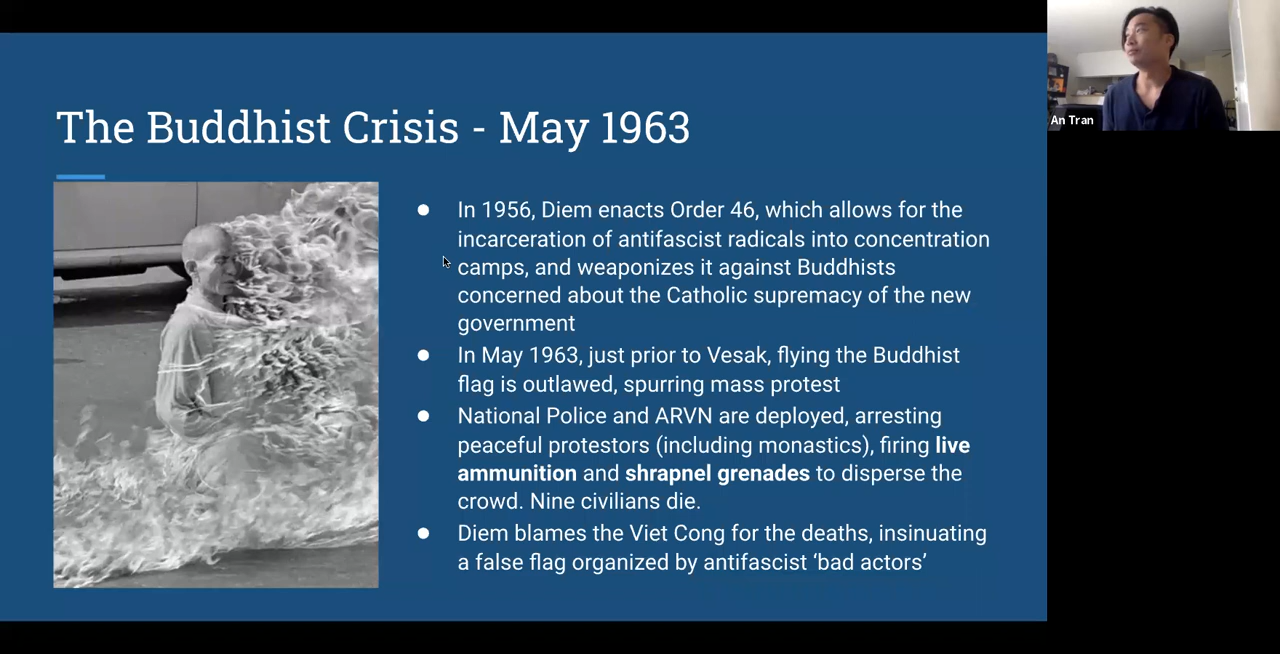 The Buddhist Crisis - May 1963
● In 1956, Diem enacts Order 46, which allows for the
incarceration of antifascist radicals into concentration
camps, and weaponizes it against Buddhists
concerned about the Catholic supremacy of the new
government
● In May 1963, just prior to Vesak, flying the Buddhist
flag is outlawed, spurring mass protest
● National Police and ARVN are deployed, arresting
peaceful protestors (including monastics), firing live
ammunition and shrapnel grenades to disperse the
crowd. Nine civilians die.
● Diem blames the Viet Cong for the deaths, insinuating
a false flag organized by antifascist ‘bad actors’
An Tran